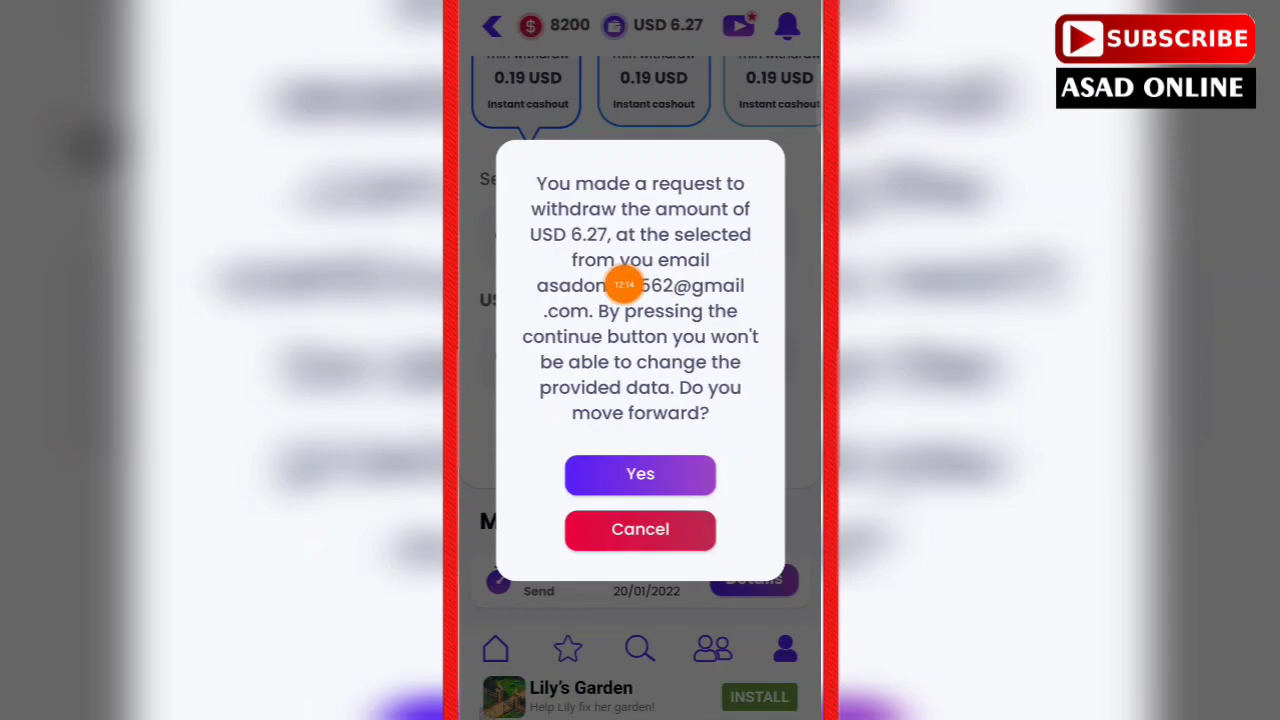 8200
USD 6.27
SUBSCRIBE
ASAD ONLINE
0.19 USD
0.19 USD
0.19 USD
Instant cashout
Instant cashout
Instant cashout
You made a request to
withdraw the amount of
USD 6.27, at the selected
from you email
562@gmail
.com. By pressing the
continue button you won't
be able to change the
provided data. Do you
move forward?
12:14
Yes
Cancel
Details
Send
20/01/2022
Lily's Garden
Help Lily fix her garden!
INSTALL